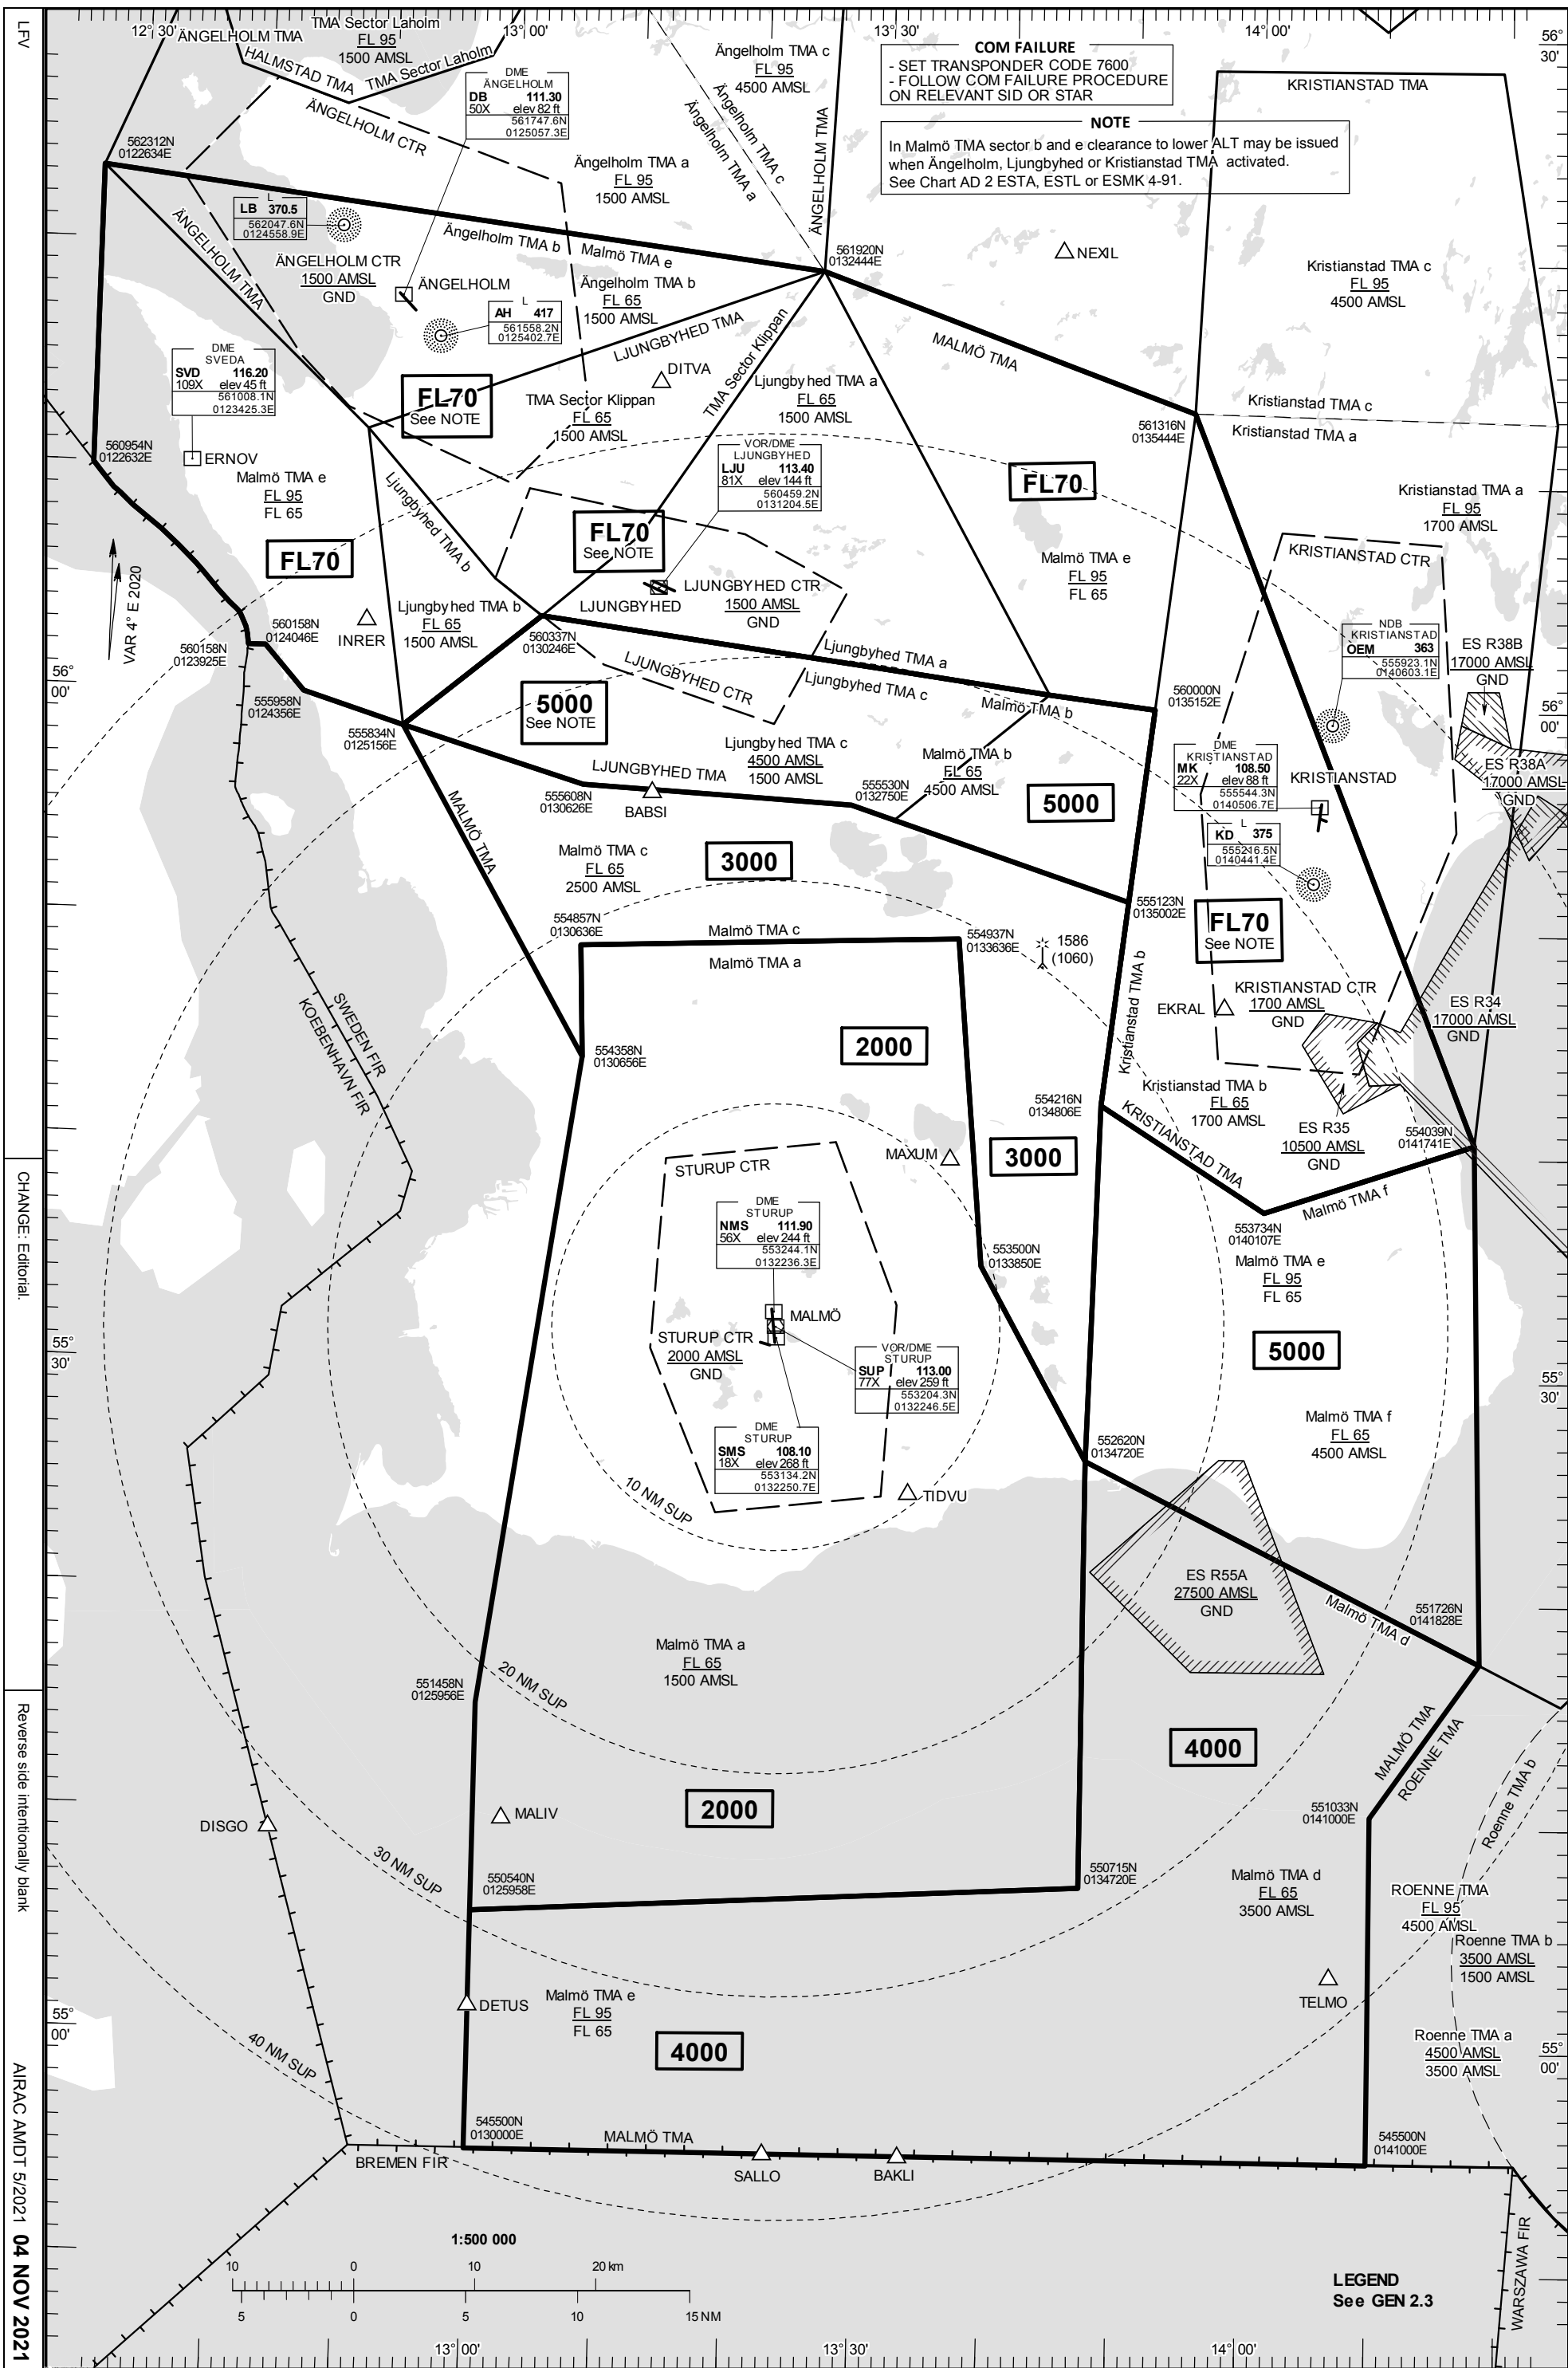 LFV
CHANGE: Editorial.
Reverse side intentionally blank
AIRAC AMDT 5/2021 04 NOV 2021
12° 30'
13° 00'
13° 30'
14° 00'
56°
30'
ÄNGELHOLM TMA
TMA Sector Laholm
FL 95
1500 AMSL
HALMSTAD TMA
TMA Sector Laholm
ÄNGELHOLM CTR
DME
ÄNGELHOLM
DB 111.30
50X elev 82 ft
561747.6N
0125057.3E
Ängelholm TMA c
FL 95
4500 AMSL
Ängelholm TMA c
Ängelholm TMA a
ÄNGELHOLM TMA
COM FAILURE
- SET TRANSPONDER CODE 7600
- FOLLOW COM FAILURE PROCEDURE
ON RELEVANT SID OR STAR
NOTE
In Malmö TMA sector b and e clearance to lower ALT may be issued
when Ängelholm, Ljungbyhed or Kristianstad TMA activated.
See Chart AD 2 ESTA, ESTL or ESMK 4-91.
KRISTIANSTAD TMA
562312N
0122634E
Ängelholm TMA a
FL 95
1500 AMSL
L
LB 370.5
562047.6N
0124558.9E
ÄNGELHOLM TMA
Ängelholm TMA b
Malmö TMA e
561920N
0132444E
NEXIL
ÄNGELHOLM CTR
1500 AMSL
GND
ÄNGELHOLM
Ängelholm TMA b
FL 65
1500 AMSL
Kristianstad TMA c
FL 95
4500 AMSL
L
AH 417
561558.2N
0125402.7E
LJUNGBYHED TMA
TMA Sector Klippan
MALMÖ TMA
DME
SVEDA
SVD 116.20
109X elev 45 ft
561008.1N
0123425.3E
DITVA
FL70
See NOTE
TMA Sector Klippan
FL 65
1500 AMSL
Ljungbyhed TMA a
FL 65
1500 AMSL
Kristianstad TMA c
Kristianstad TMA a
561316N
0135444E
560954N
0122632E
ERNOV
Malmö TMA e
FL 95
FL 65
VOR/DME
LJUNGBYHED
LJU 113.40
81X elev 144 ft
560459.2N
0131204.5E
FL70
Kristianstad TMA a
FL 95
1700 AMSL
Ljungbyhed TMA b
FL70
See NOTE
FL70
KRISTIANSTAD CTR
VAR 4° E 2020
Malmö TMA e
FL 95
FL 65
LJUNGBYHED
LJUNGBYHED CTR
1500 AMSL
GND
Ljungbyhed TMA b
FL 65
1500 AMSL
INRER
560158N
0124046E
560158N
0123925E
560337N
0130246E
NDB
KRISTIANSTAD
OEM 363
555923.1N
0140603.1E
ES R38B
17000 AMSL
GND
Ljungbyhed TMA a
Ljungbyhed TMA c
LJUNGBYHED CTR
Malmö TMA b
56°
00'
560000N
0135152E
56°
00'
555958N
0124356E
5000
See NOTE
555834N
0125156E
Ljungbyhed TMA c
4500 AMSL
1500 AMSL
Malmö TMA b
FL 65
4500 AMSL
DME
KRISTIANSTAD
MK 108.50
22X elev 88 ft
555544.3N
0140506.7E
KRISTIANSTAD
ES R38A
17000 AMSL
GND
LJUNGBYHED TMA
555608N
0130626E
BABSI
555530N
0132750E
5000
MALMÖ TMA
L
KD 375
555216.5N
0140441.4E
Malmö TMA c
FL 65
2500 AMSL
3000
555123N
0135002E
FL70
See NOTE
554857N
0130636E
Malmö TMA c
Malmö TMA a
554937N
0133636E
1586
(1060)
Kristianstad TMA b
EKRAL
KRISTIANSTAD CTR
1700 AMSL
GND
ES R34
17000 AMSL
GND
SWEDEN FIR
KOEBENHAVN FIR
554358N
0130656E
2000
554216N
0134806E
Kristianstad TMA b
FL 65
1700 AMSL
KRISTIANSTAD TMA
ES R35
10500 AMSL
GND
554039N
0141741E
STURUP CTR
MAXUM
3000
Malmö TMA f
553734N
0140107E
DME
STURUP
NMS 111.90
56X elev 244 ft
553244.1N
0132236.3E
553500N
0133850E
Malmö TMA e
FL 95
FL 65
MALMÖ
55°
30'
STURUP CTR
2000 AMSL
GND
VOR/DME
STURUP
SUP 113.00
77X elev 259 ft
553204.3N
0132246.5E
5000
55°
30'
DME
STURUP
SMS 108.10
18X elev 268 ft
553134.2N
0132250.7E
Malmö TMA f
FL 65
4500 AMSL
552620N
0134720E
10 NM SUP
TIDVU
ES R55A
27500 AMSL
GND
Malmö TMA d
551726N
0141828E
Malmö TMA a
FL 65
1500 AMSL
20 NM SUP
551458N
0125956E
MALMÖ TMA
ROENNE TMA
4000
Roenne TMA b
2000
551033N
0141000E
DISGO
MALIV
30 NM SUP
550540N
0125958E
550715N
0134720E
Malmö TMA d
FL 65
3500 AMSL
ROENNE TMA
FL 95
4500 AMSL
Roenne TMA b
3500 AMSL
1500 AMSL
TELMO
DETUS
Malmö TMA e
FL 95
FL 65
55°
00'
4000
40 NM SUP
Roenne TMA a
4500 AMSL
3500 AMSL
55°
00'
545500N
0130000E
MALMÖ TMA
545500N
0141000E
BREMEN FIR
SALLO
BAKLI
WARSZAWA FIR
1:500 000
10 0 10 20 km
5 0 5 10 15 NM
LEGEND
See GEN 2.3
13° 00'
13° 30'
14° 00'